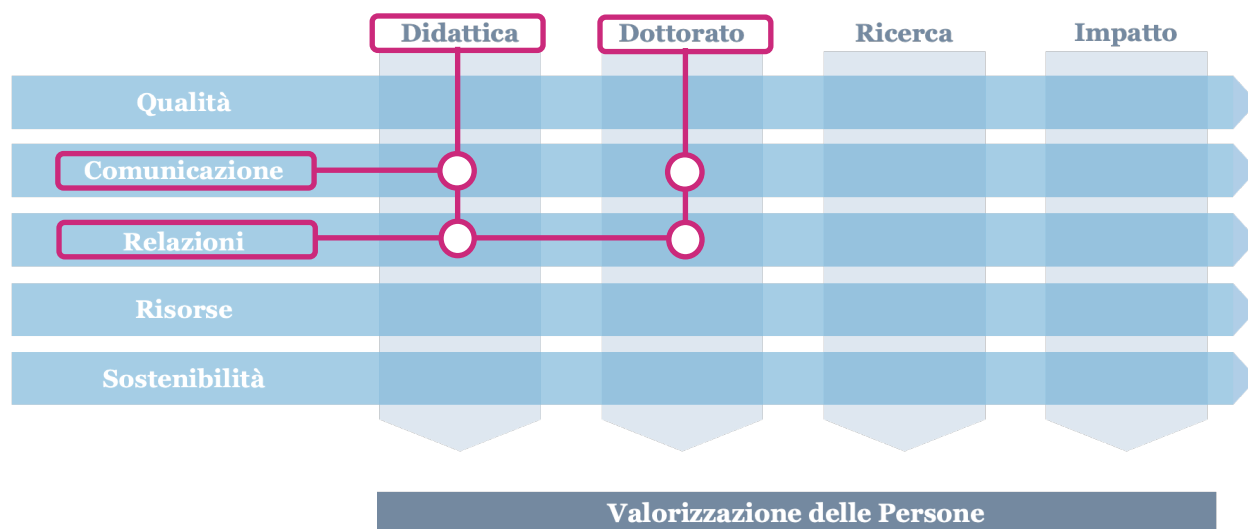 Didattica Dottorato Ricerca Impatto
Qualità
Comunicazione
Relazioni
Risorse
Sostenibilità
Valorizzazione delle Persone